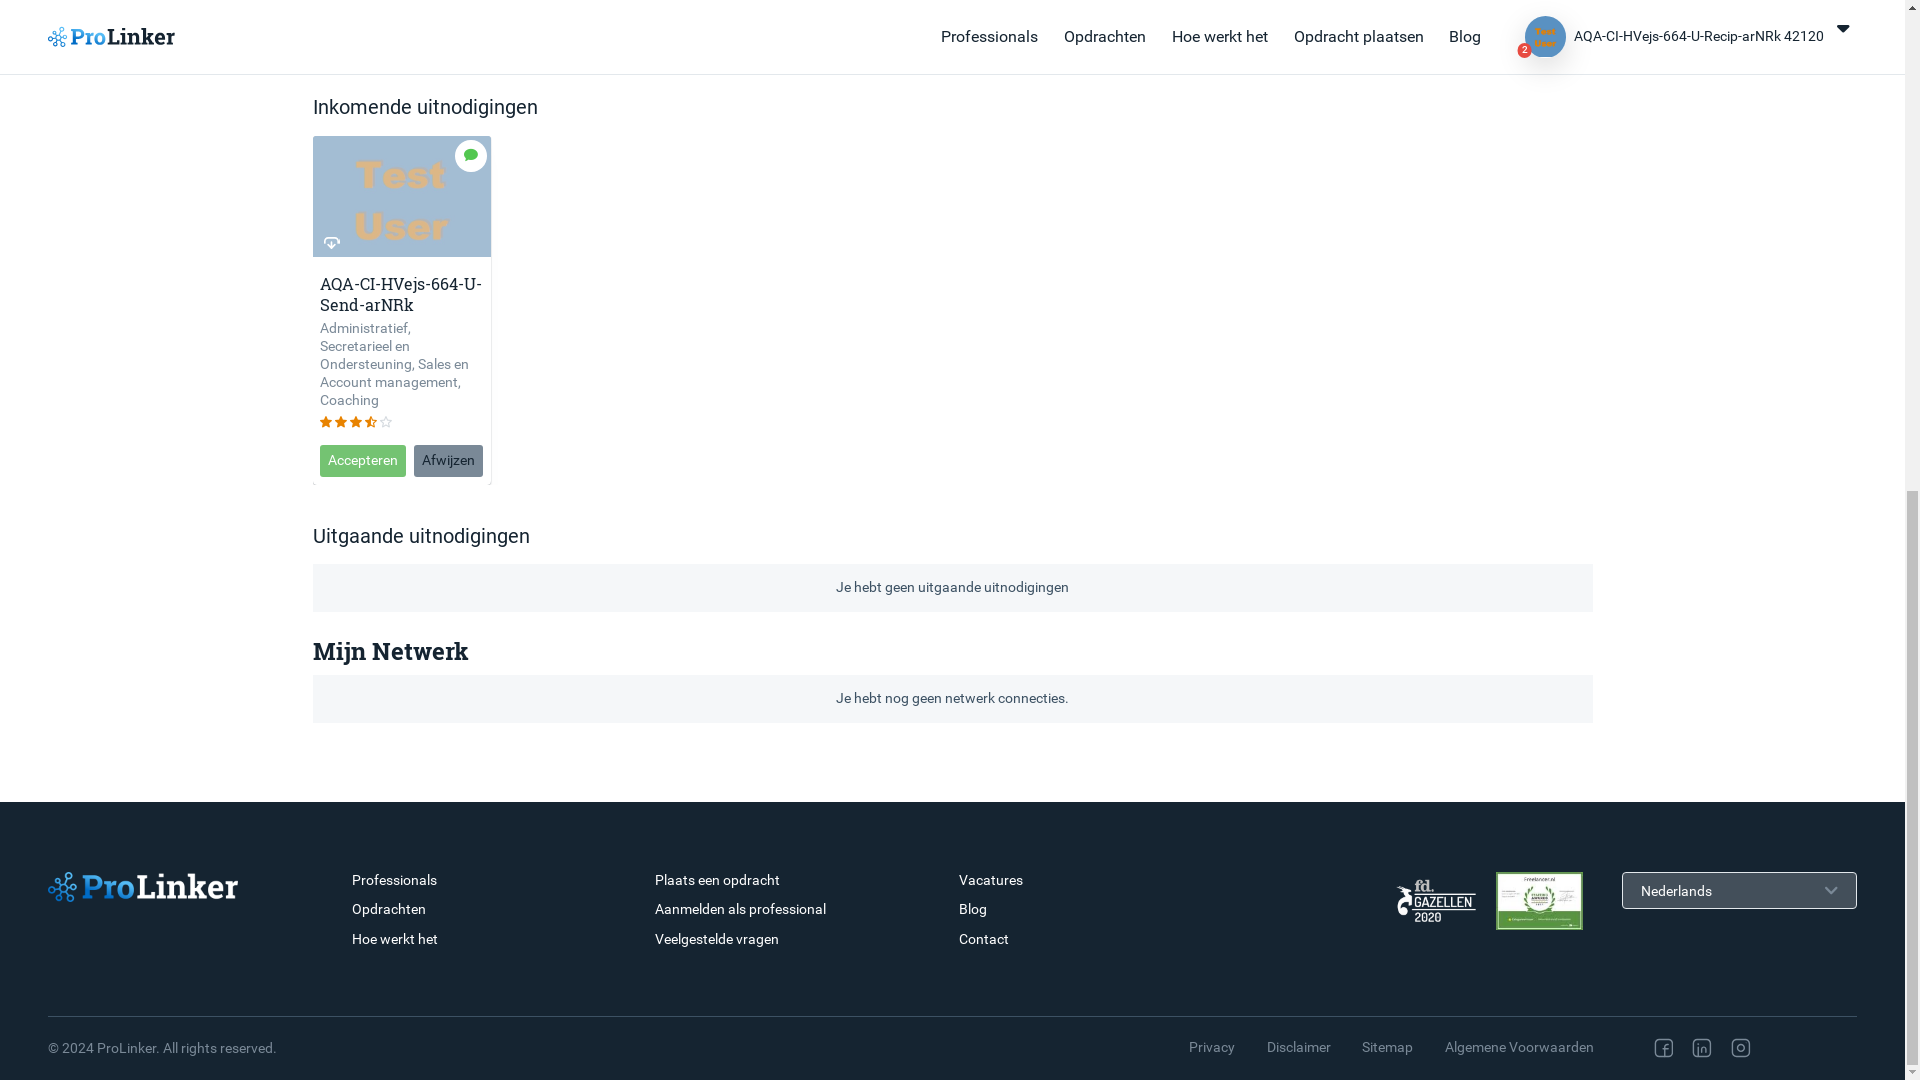 ProLinker
Professionals
Opdrachten
Hoe werkt het
Opdracht plaatsen
Blog
Test
User
2
AQA-CI-HVejs-664-U-Recip-arNRk 42120
Inkomende uitnodigingen
Test
User
AQA-CI-HVejs-664-U-
Send-arNRk
Administratief,
Secretarieel en
Ondersteuning, Sales en
Account management,
Coaching
Accepteren
Afwijzen
Uitgaande uitnodigingen
Je hebt geen uitgaande uitnodigingen
Mijn Netwerk
Je hebt nog geen netwerk connecties.
ProLinker
Professionals
Opdrachten
Hoe werkt het
Plaats een opdracht
Aanmelden als professional
Veelgestelde vragen
Vacatures
Blog
Contact
fd.
GAZELLEN
2020
Freelancer.nl
Nederlands
© 2024 ProLinker. All rights reserved.
Privacy
Disclaimer
Sitemap
Algemene Voorwaarden